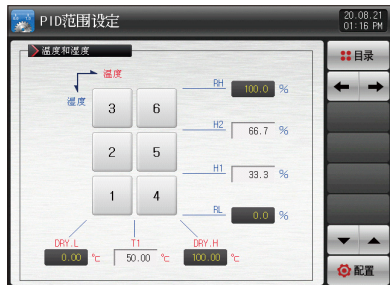 PID范围设定
20.08.21
01:16 PM
温度和湿度
目录
温度
湿度
RH 100.0 %
3 6
H2 66.7 %
2 5
H1 33.3 %
1 4
RL 0.0 %
DRY.L T1 DRY.H
0.00 ℃ 50.00 ℃ 100.00 ℃
配置